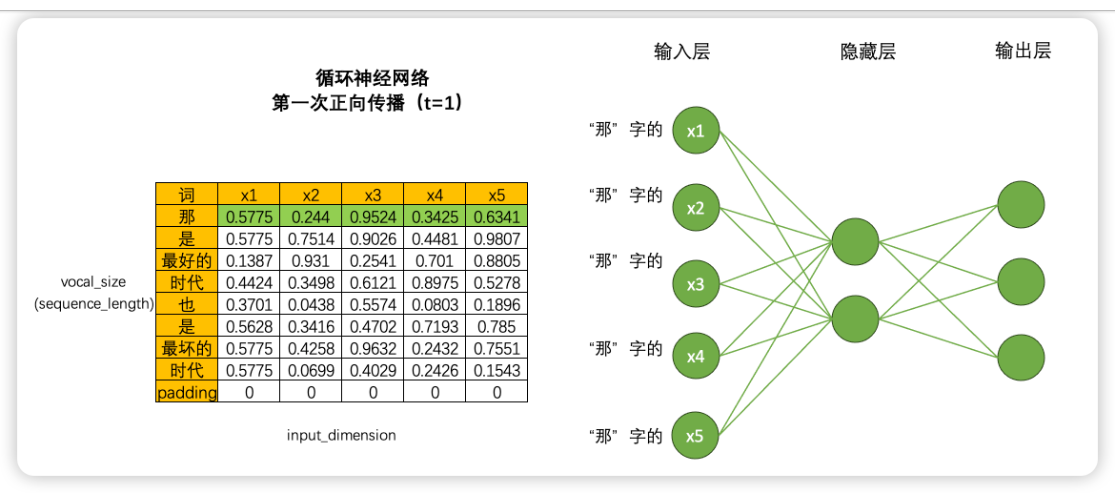 循环神经网络
第一次正向传播（t=1）
vocal_size
(sequence_length)
词 x1 x2 x3 x4 x5
那 0.5775 0.244 0.9524 0.3425 0.6341
是 0.5775 0.7514 0.9026 0.4481 0.9807
最好的 0.1387 0.931 0.2541 0.701 0.8805
时代 0.4424 0.3498 0.6121 0.8975 0.5278
也 0.3701 0.0438 0.5574 0.0803 0.1896
是 0.5628 0.3416 0.4702 0.7193 0.785
最坏的 0.5775 0.4258 0.9632 0.2432 0.7551
时代 0.5775 0.0699 0.4029 0.2426 0.1543
padding 0 0 0 0 0
input_dimension
输入层 隐藏层 输出层
“那” 字的 x1
“那” 字的 x2
“那” 字的 x3
“那” 字的 x4
“那” 字的 x5